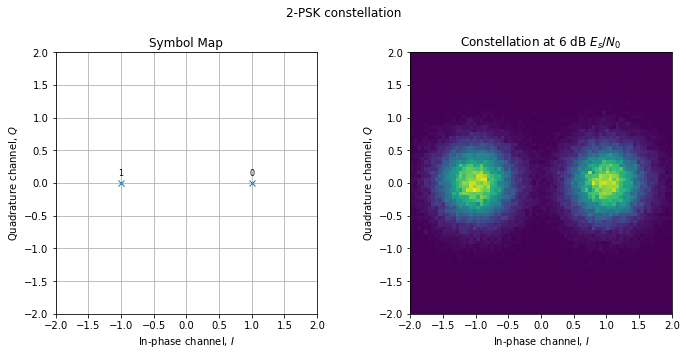 2-PSK constellation
Symbol Map
2.0
1.5
1.0
0.5
0.0
−0.5
−1.0
−1.5
−2.0
Quadrature channel, Q
1
0
−2.0 −1.5 −1.0 −0.5 0.0 0.5 1.0 1.5 2.0
In-phase channel, I
Constellation at 6 dB E_s/N_0
2.0
1.5
1.0
0.5
0.0
−0.5
−1.0
−1.5
−2.0
Quadrature channel, Q
−2.0 −1.5 −1.0 −0.5 0.0 0.5 1.0 1.5 2.0
In-phase channel, I